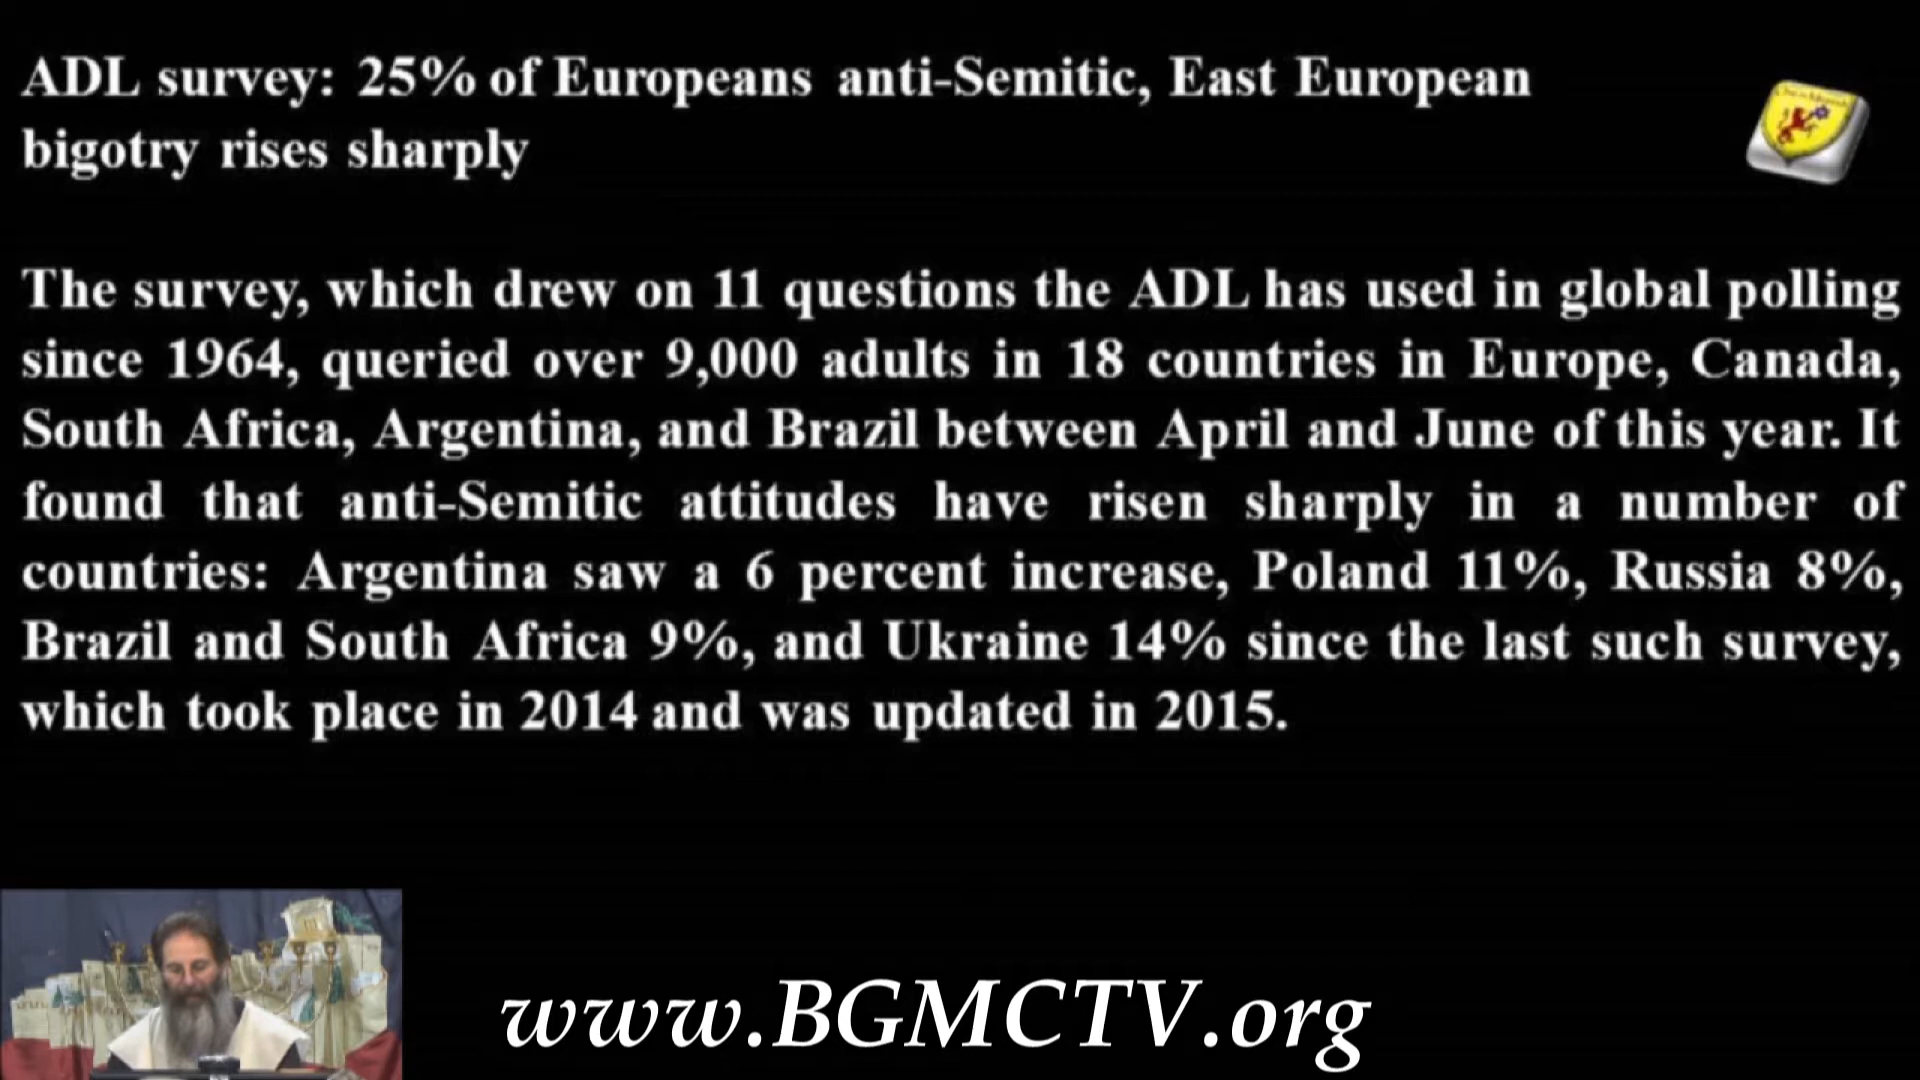 ADL survey: 25% of Europeans anti-Semitic, East European
bigotry rises sharply
The survey, which drew on 11 questions the ADL has used in global polling
since 1964, queried over 9,000 adults in 18 countries in Europe, Canada,
South Africa, Argentina, and Brazil between April and June of this year. It
found that anti-Semitic attitudes have risen sharply in a number of
countries: Argentina saw a 6 percent increase, Poland 11%, Russia 8%,
Brazil and South Africa 9%, and Ukraine 14% since the last such survey,
which took place in 2014 and was updated in 2015.
www.BGMCTV.org